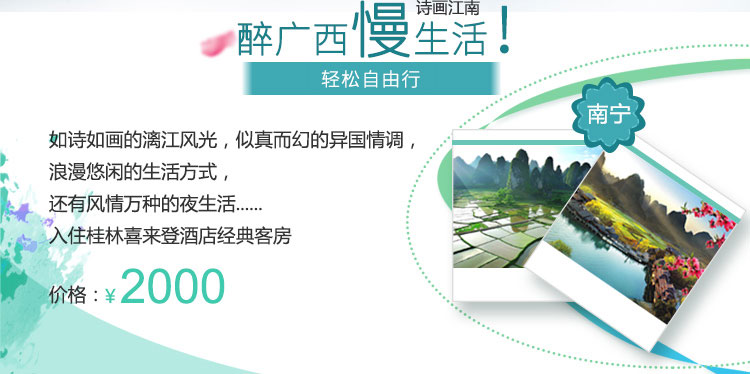 诗画江南
醉广西慢生活！
轻松自由行
南宁
如诗如画的漓江风光，似真而幻的异国情调，
浪漫悠闲的生活方式，
还有风情万种的夜生活......
入住桂林喜来登酒店经典客房
价格：¥ 2000